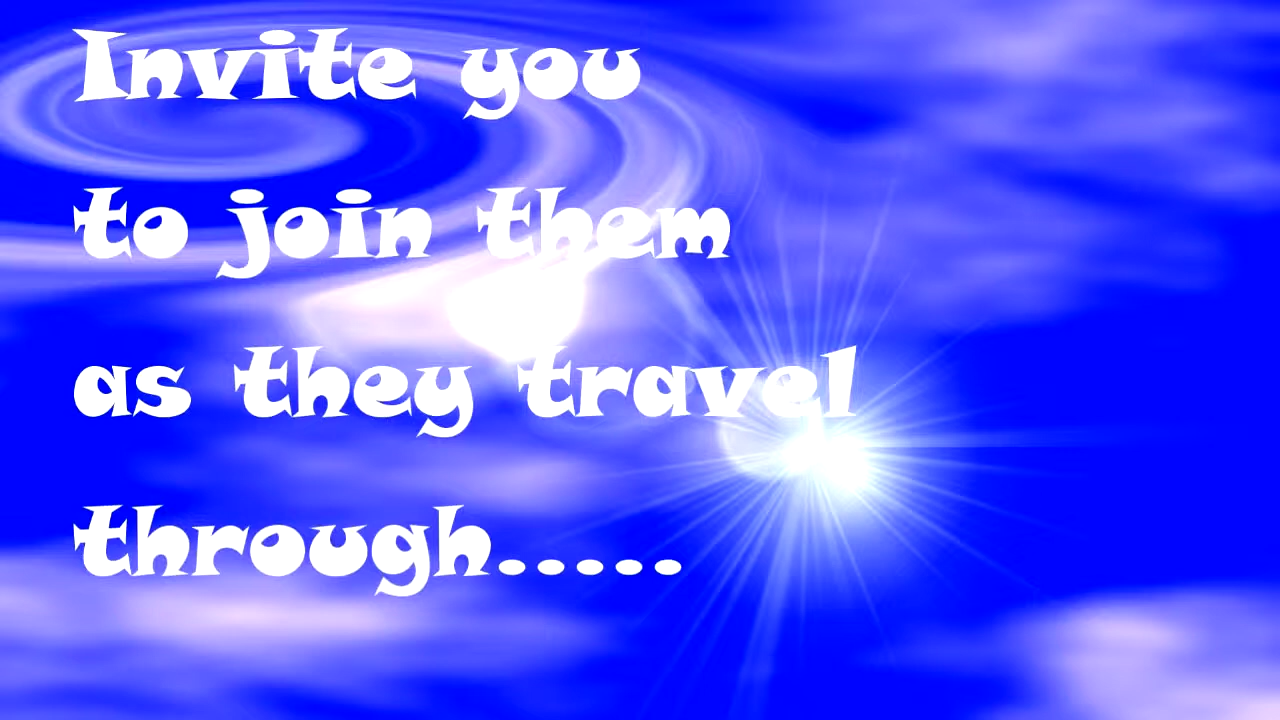 Invite you
to join them
as they travel
through.....